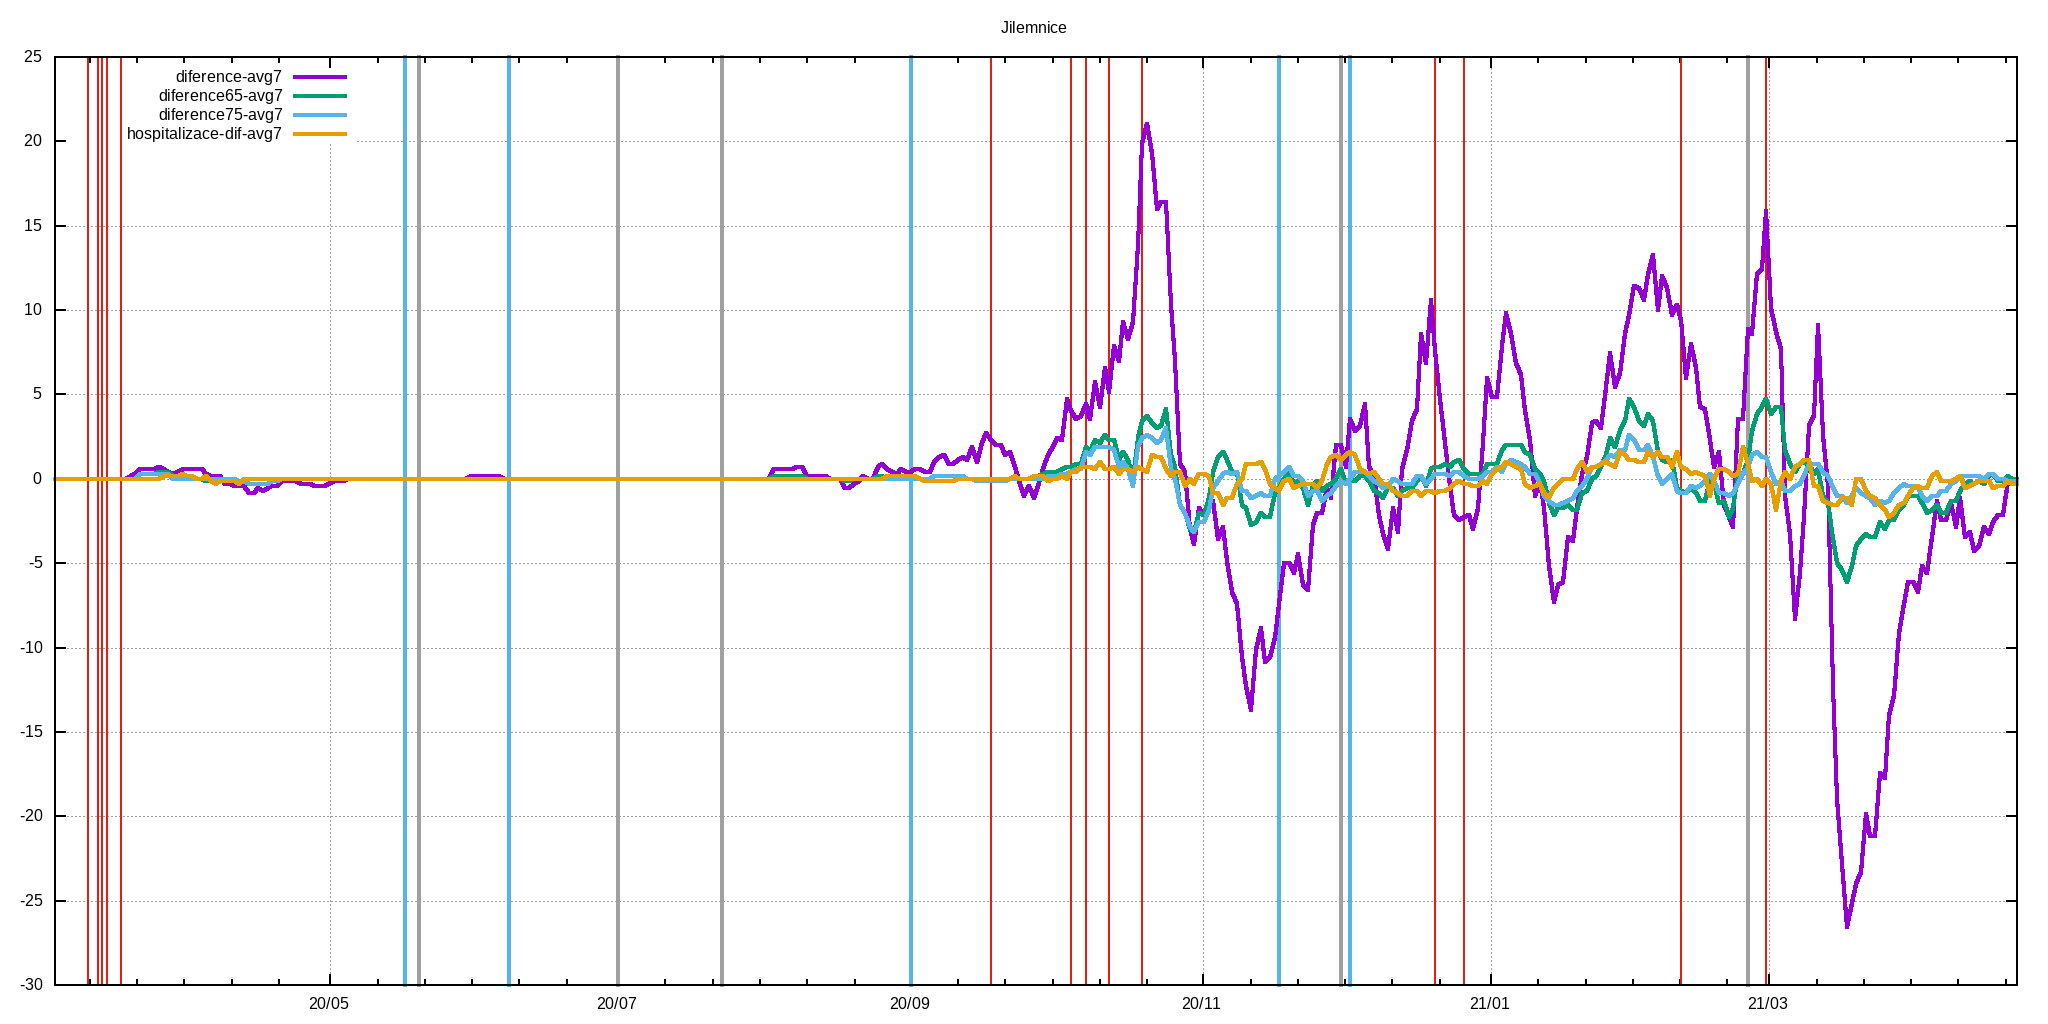 Jilemnice
diference-avg7
diference65-avg7
diference75-avg7
hospitalizace-dif-avg7
25
20
15
10
5
0
-5
-10
-15
-20
-25
-30
20/05 20/07 20/09 20/11 21/01 21/03